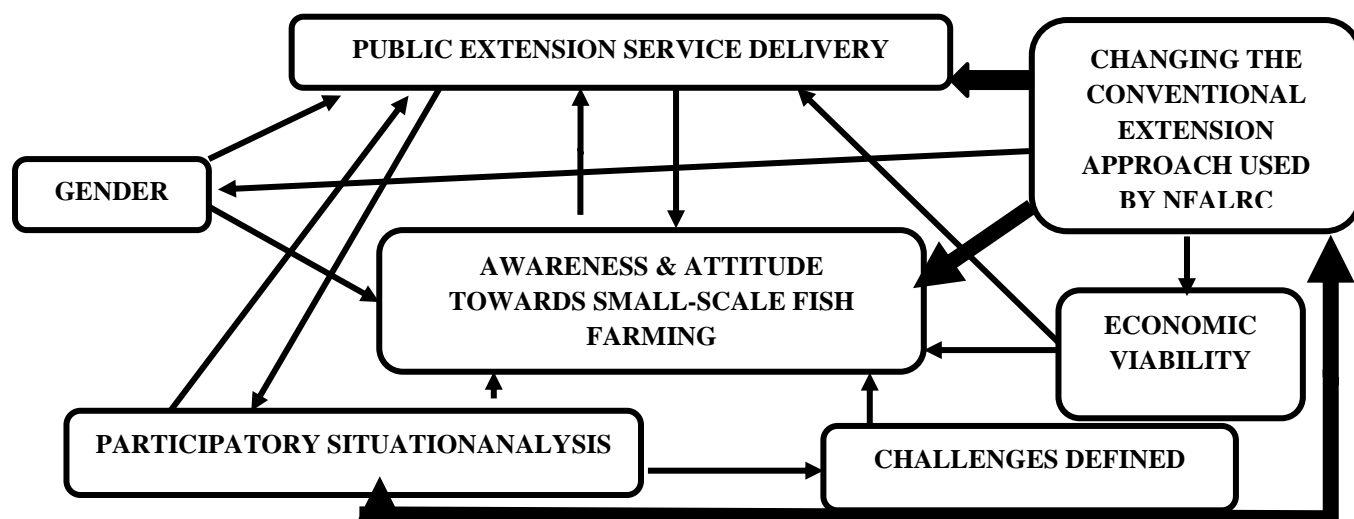 PUBLIC EXTENSION SERVICE DELIVERY
CHANGING THE
CONVENTIONAL
EXTENSION
APPROACH USED
BY NFALRC
GENDER
AWARENESS & ATTITUDE
TOWARDS SMALL-SCALE FISH
FARMING
ECONOMIC
VIABILITY
PARTICIPATORY SITUATIONANALYSIS
CHALLENGES DEFINED